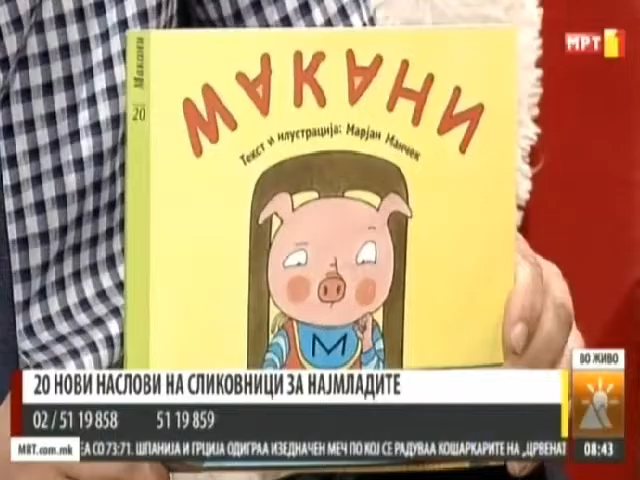 МРТ 1
Макани
20
МАКАНИ
Текст и илустрација: Марјан Манчек
М
ВО ЖИВО
20 НОВИ НАСЛОВИ НА СЛИКОВНИЦИ ЗА НАЈМЛАДИТЕ
02 / 51 19 858 51 19 859
08:43
MRT.com.mk ЕА СО 73:71. ШПАНИЈА И ГРЦИЈА ОДИГРАА ИЗЕДНАЧЕН МЕЧ ПО КОЈ СЕ РАДУВАА КОШАРКАРИТЕ НА „ЦРВЕНАТ